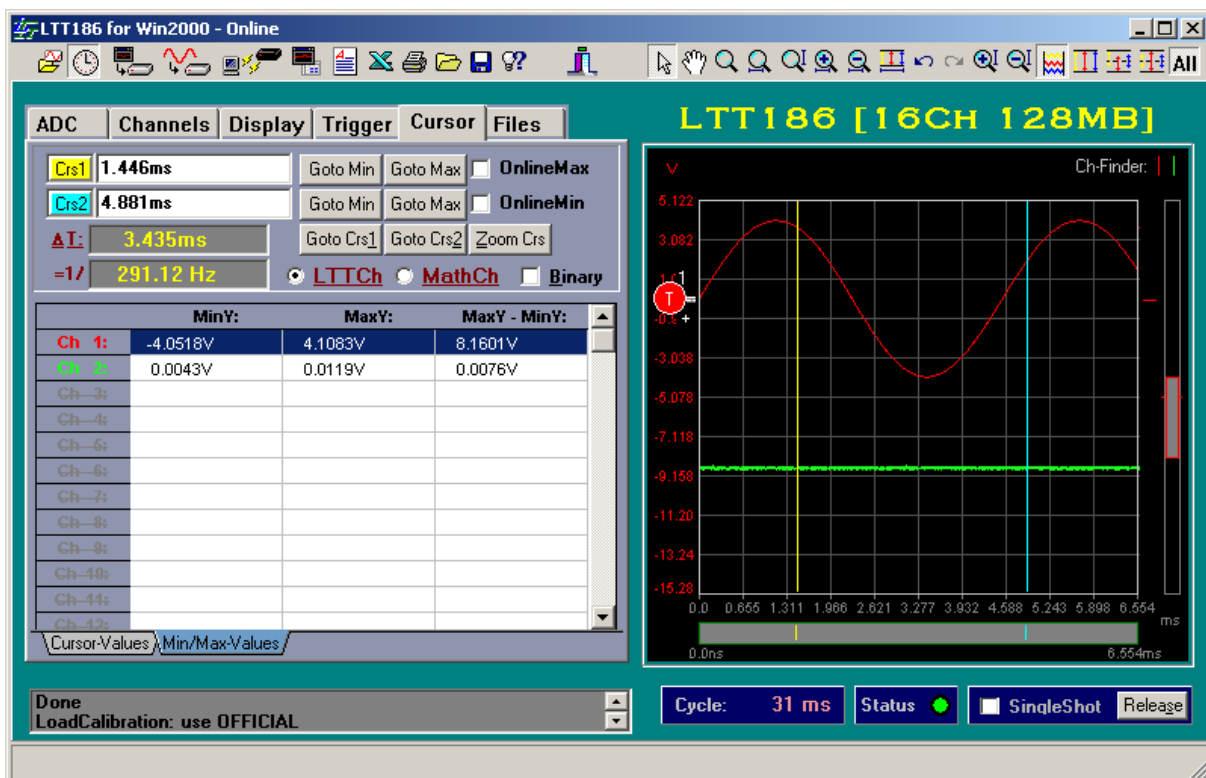 LTT186 for Win2000 - Online
All
ADC Channels Display Trigger Cursor Files
LTT186 [16CH 128MB]
Crs1 1.446ms Goto Min Goto Max OnlineMax
Crs2 4.881ms Goto Min Goto Max OnlineMin
ΔT: 3.435ms Goto Crs1 Goto Crs2 Zoom Crs
=1/ 291.12 Hz LTTCh MathCh Binary
MinY: MaxY: MaxY - MinY:
Ch 1: -4.0518V 4.1083V 8.1601V
Ch 2: 0.0043V 0.0119V 0.0076V
Ch 3:
Ch 4:
Ch 5:
Ch 6:
Ch 7:
Ch 8:
Ch 9:
Ch 10:
Ch 11:
Ch 12:
Cursor-Values Min/Max-Values
V Ch-Finder:
5.122
3.082
1
T
-3.038
-5.078
-7.118
-9.158
-11.20
-13.24
-15.28
0.0 0.655 1.311 1.966 2.621 3.277 3.932 4.588 5.243 5.898 6.554
ms
0.0ns 6.554ms
Done
LoadCalibration: use OFFICIAL
Cycle: 31 ms Status SingleShot Release